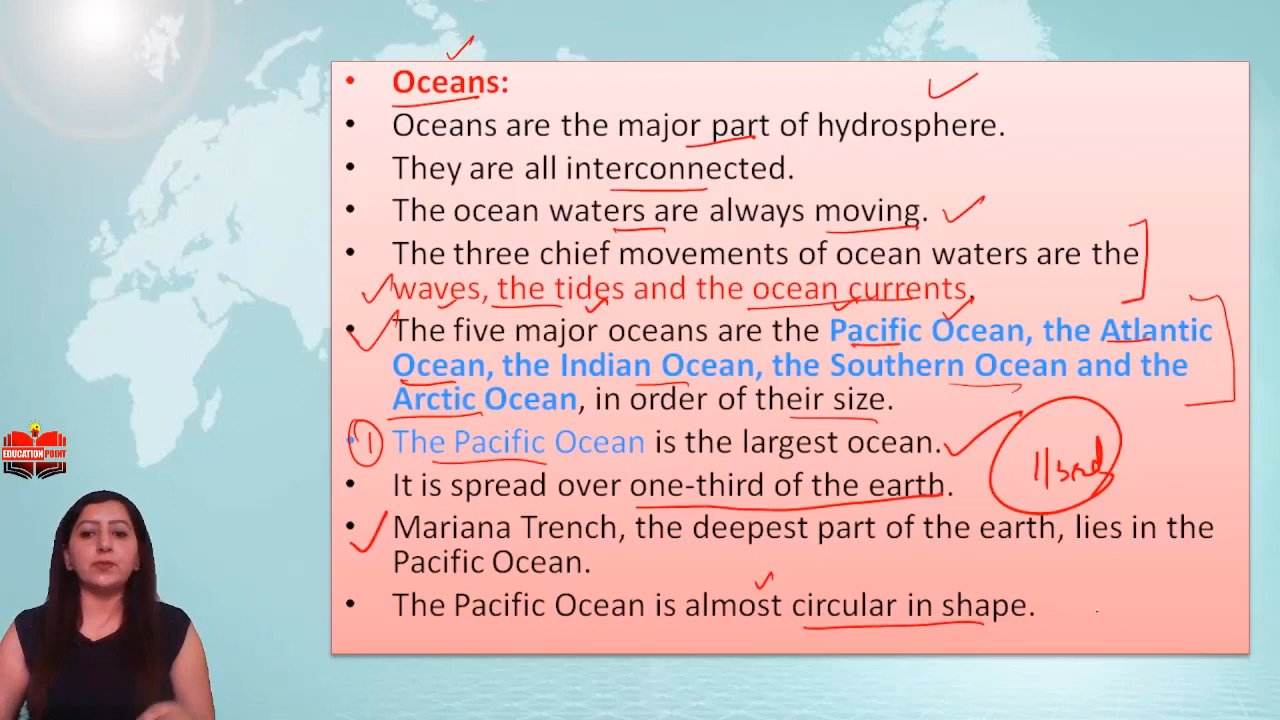 • Oceans:
• Oceans are the major part of hydrosphere.
• They are all interconnected.
• The ocean waters are always moving.
• The three chief movements of ocean waters are the
waves, the tides and the ocean currents.
• The five major oceans are the Pacific Ocean, the Atlantic
Ocean, the Indian Ocean, the Southern Ocean and the
Arctic Ocean, in order of their size.
1 The Pacific Ocean is the largest ocean.
• It is spread over one-third of the earth.
1/3rd
• Mariana Trench, the deepest part of the earth, lies in the
Pacific Ocean.
• The Pacific Ocean is almost circular in shape.
EDUCATION POINT